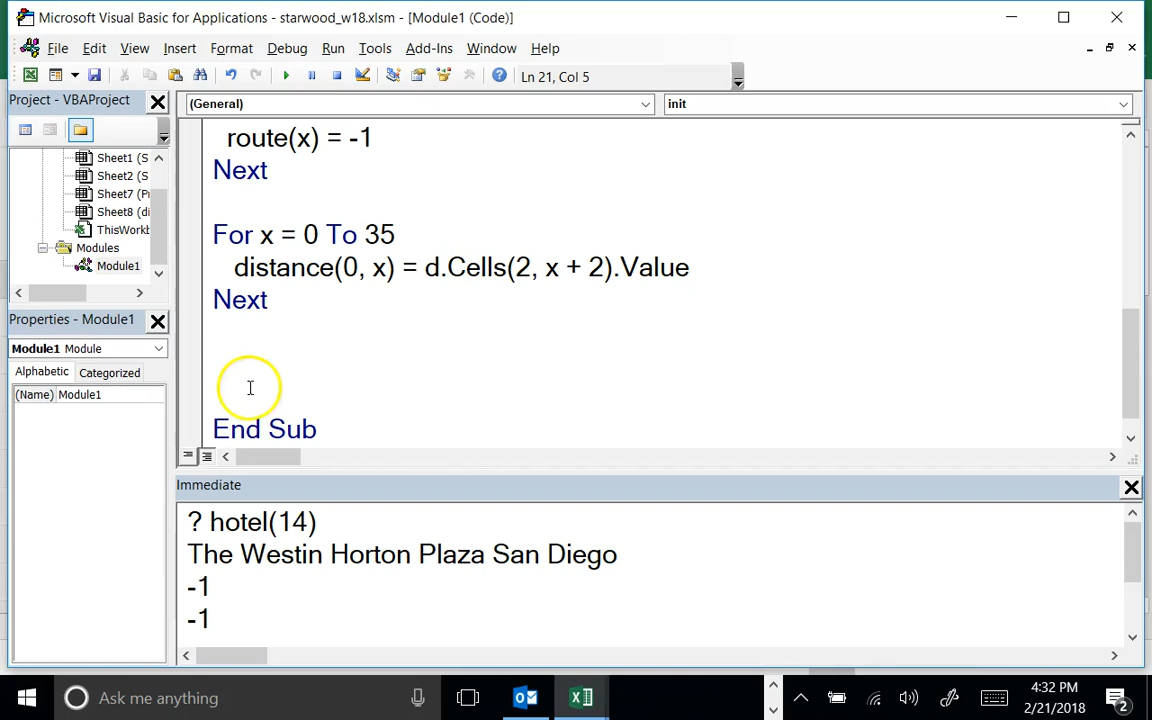 Microsoft Visual Basic for Applications - starwood_w18.xlsm - [Module1 (Code)]
File Edit View Insert Format Debug Run Tools Add-Ins Window Help
Ln 21, Col 5
Project - VBAProject
(General) init
Sheet1 (S
Sheet2 (S
Sheet7 (Pr
Sheet8 (di
ThisWorkb
Modules
Module1
Properties - Module1
Module1 Module
Alphabetic Categorized
(Name) Module1
route(x) = -1
Next
For x = 0 To 35
distance(0, x) = d.Cells(2, x + 2).Value
Next
End Sub
Immediate
? hotel(14)
The Westin Horton Plaza San Diego
-1
-1
Ask me anything
4:32 PM
2/21/2018
2